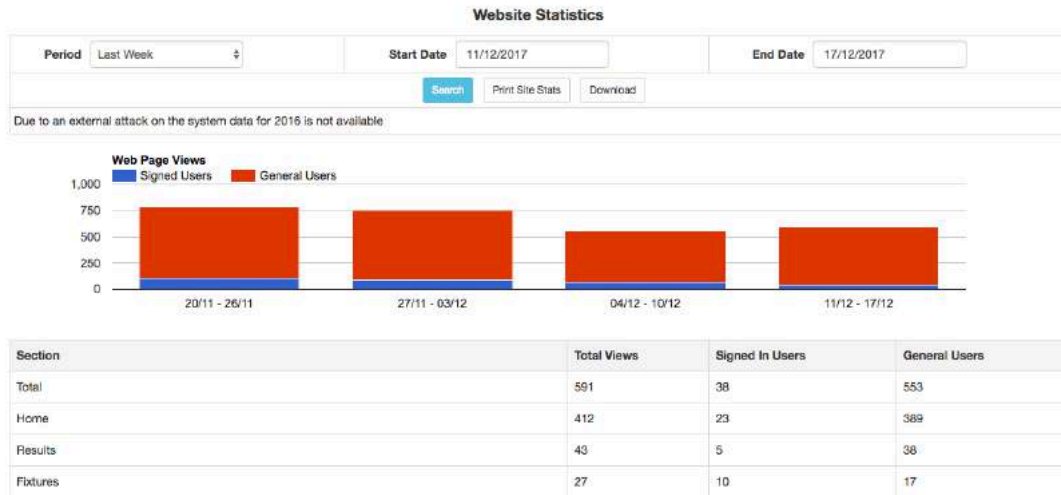 Website Statistics
Period Last Week Start Date 11/12/2017 End Date 17/12/2017
Search Print Site Stats Download
Due to an external attack on the system data for 2016 is not available
Web Page Views
Signed Users General Users
1,000
750
500
250
0
20/11 - 26/11 27/11 - 03/12 04/12 - 10/12 11/12 - 17/12
Section Total Views Signed In Users General Users
Total 591 38 553
Home 412 23 389
Results 43 5 38
Fixtures 27 10 17